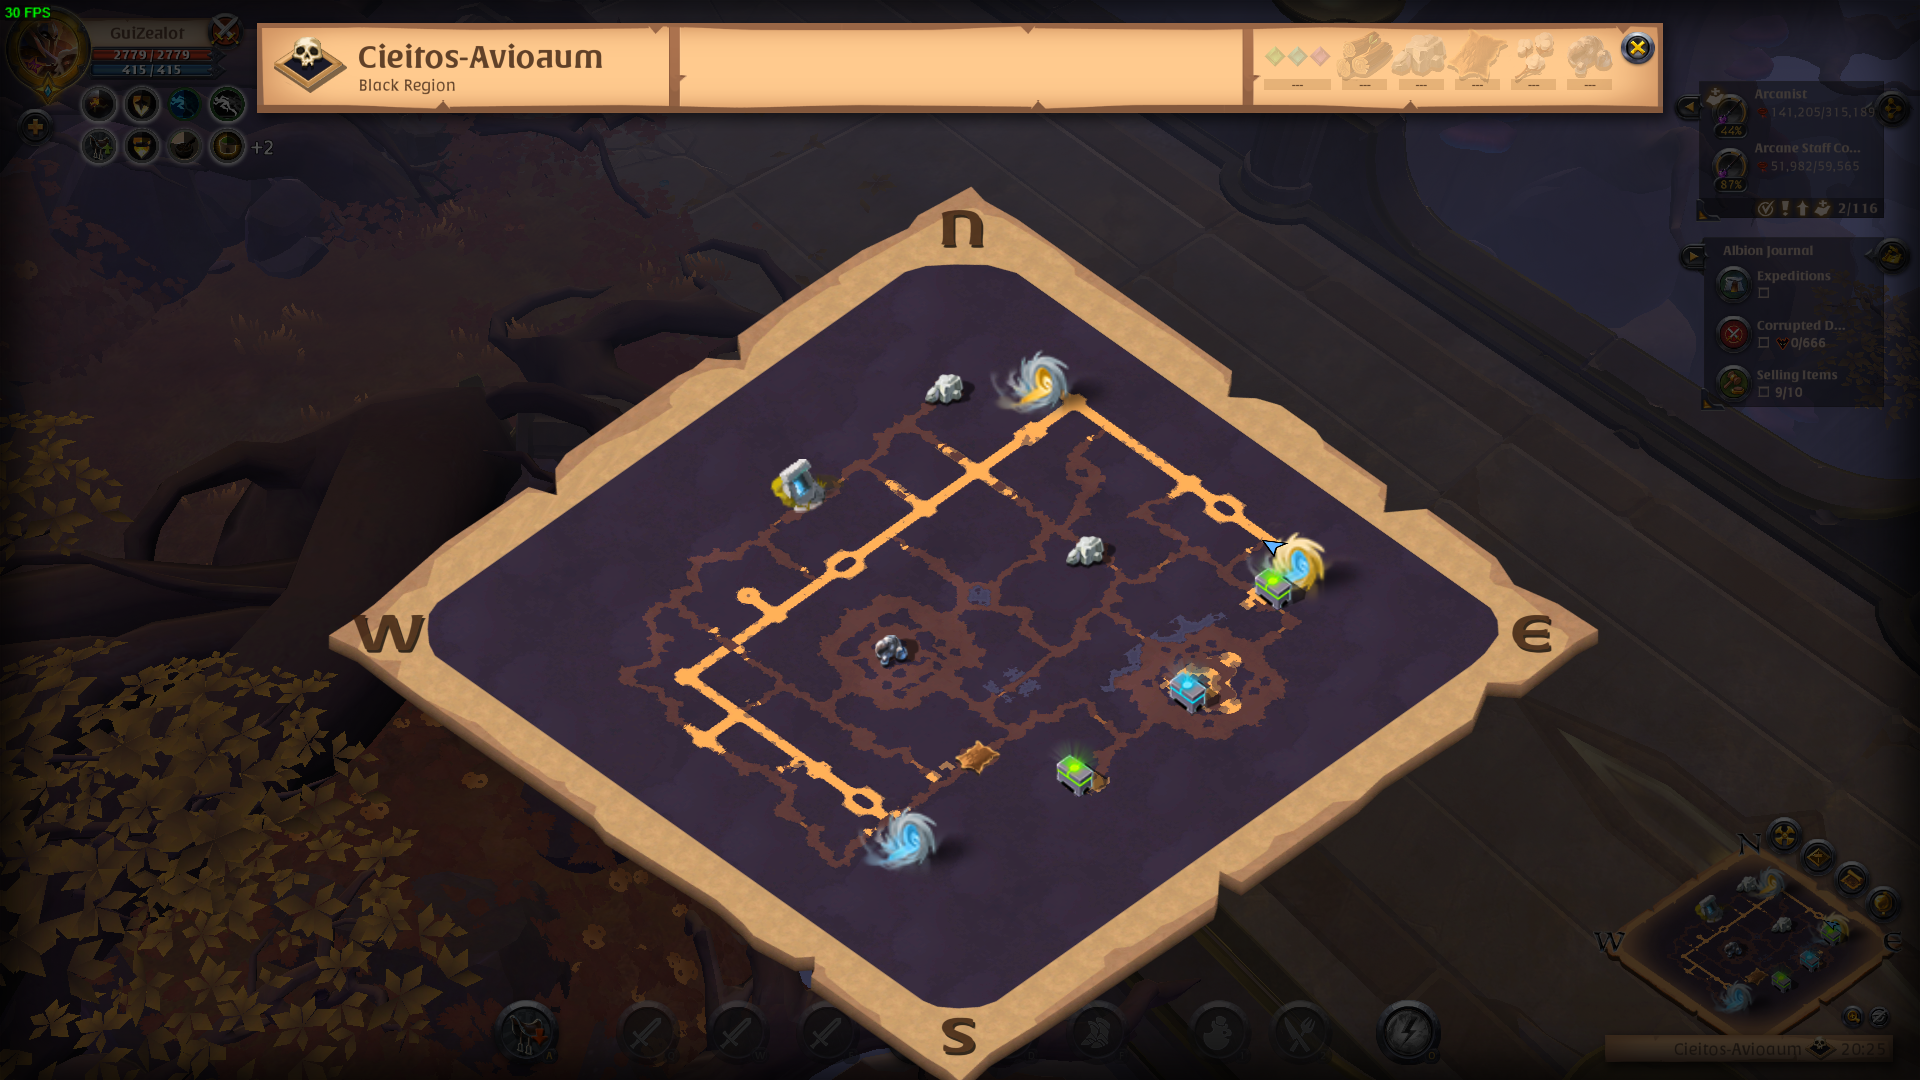 30 FPS
GuiZealot
2779 / 2779
415 / 415
+2
Cieitos-Avioaum
Black Region
---
---
---
---
---
---
Arcanist
141,205/315,189
44%
Arcane Staff Co...
51,982/59,565
87%
2/116
Albion Journal
Expeditions
Corrupted D...
0/666
Selling Items
9/10
N
W
E
S
N
W
E
A
Cieitos-Avioaum
20:25